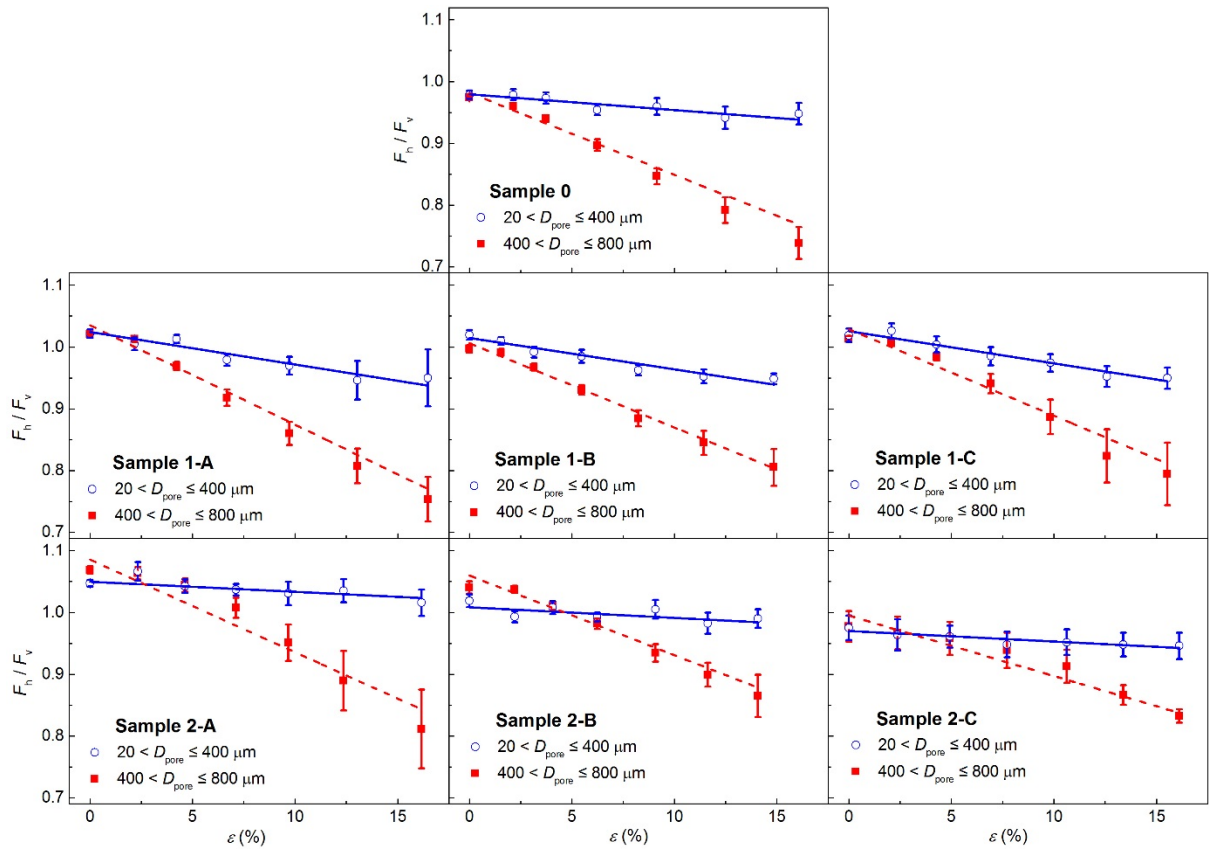 1.1
1.0
0.9
0.8
0.7
F_h / F_v
Sample 0
20 < D_pore ≤ 400 μm
400 < D_pore ≤ 800 μm
1.1
1.0
0.9
0.8
0.7
F_h / F_v
Sample 1-A
20 < D_pore ≤ 400 μm
400 < D_pore ≤ 800 μm
Sample 1-B
20 < D_pore ≤ 400 μm
400 < D_pore ≤ 800 μm
Sample 1-C
20 < D_pore ≤ 400 μm
400 < D_pore ≤ 800 μm
1.1
1.0
0.9
0.8
0.7
F_h / F_v
Sample 2-A
20 < D_pore ≤ 400 μm
400 < D_pore ≤ 800 μm
Sample 2-B
20 < D_pore ≤ 400 μm
400 < D_pore ≤ 800 μm
Sample 2-C
20 < D_pore ≤ 400 μm
400 < D_pore ≤ 800 μm
0 5 10 15
0 5 10 15
0 5 10 15
ε (%)
ε (%)
ε (%)